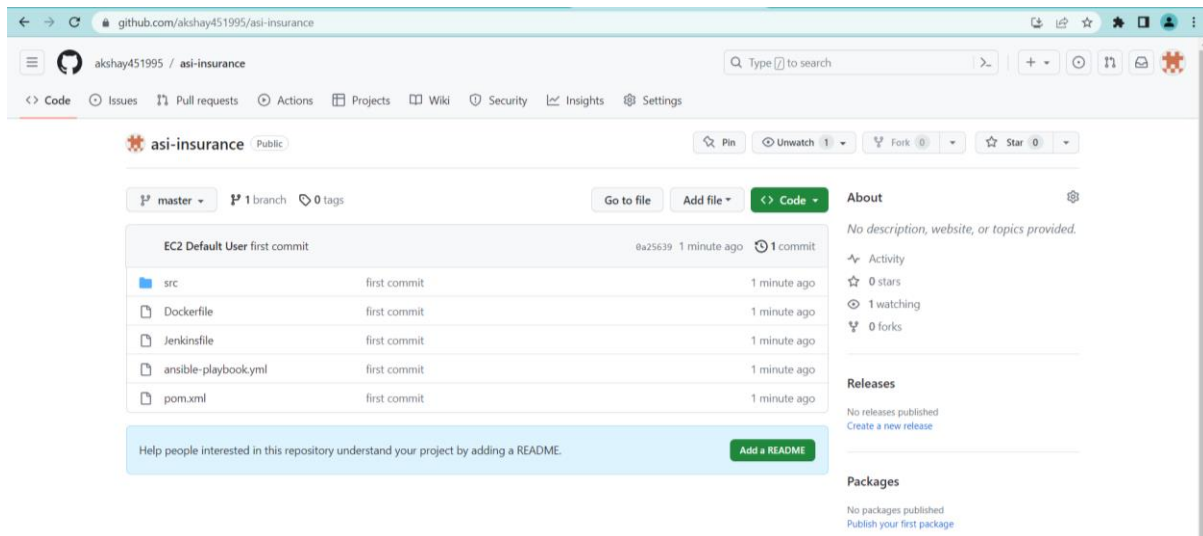 github.com/akshay451995/asi-insurance
akshay451995 / asi-insurance
Type / to search
Code Issues Pull requests Actions Projects Wiki Security Insights Settings
asi-insurance Public
Pin Unwatch 1 Fork 0 Star 0
master 1 branch 0 tags Go to file Add file <> Code
EC2 Default User first commit 0a25639 1 minute ago 1 commit
src first commit 1 minute ago
Dockerfile first commit 1 minute ago
Jenkinsfile first commit 1 minute ago
ansible-playbook.yml first commit 1 minute ago
pom.xml first commit 1 minute ago
Help people interested in this repository understand your project by adding a README. Add a README
About
No description, website, or topics provided.
Activity
0 stars
1 watching
0 forks
Releases
No releases published
Create a new release
Packages
No packages published
Publish your first package